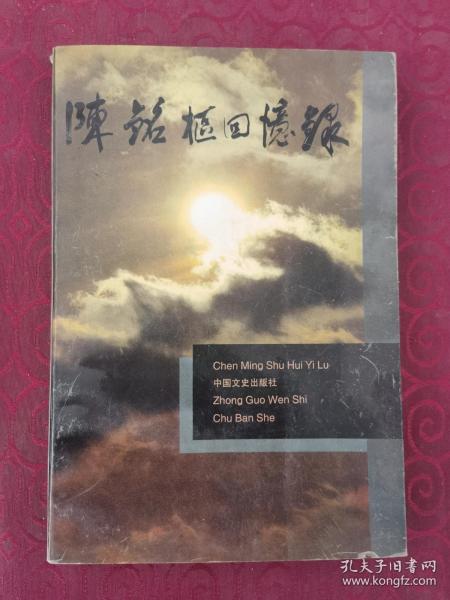 陳銘樞回憶錄
Chen Ming Shu Hui Yi Lu
中国文史出版社
Zhong Guo Wen Shi
Chu Ban She
孔夫子旧书网
www.kongfz.com